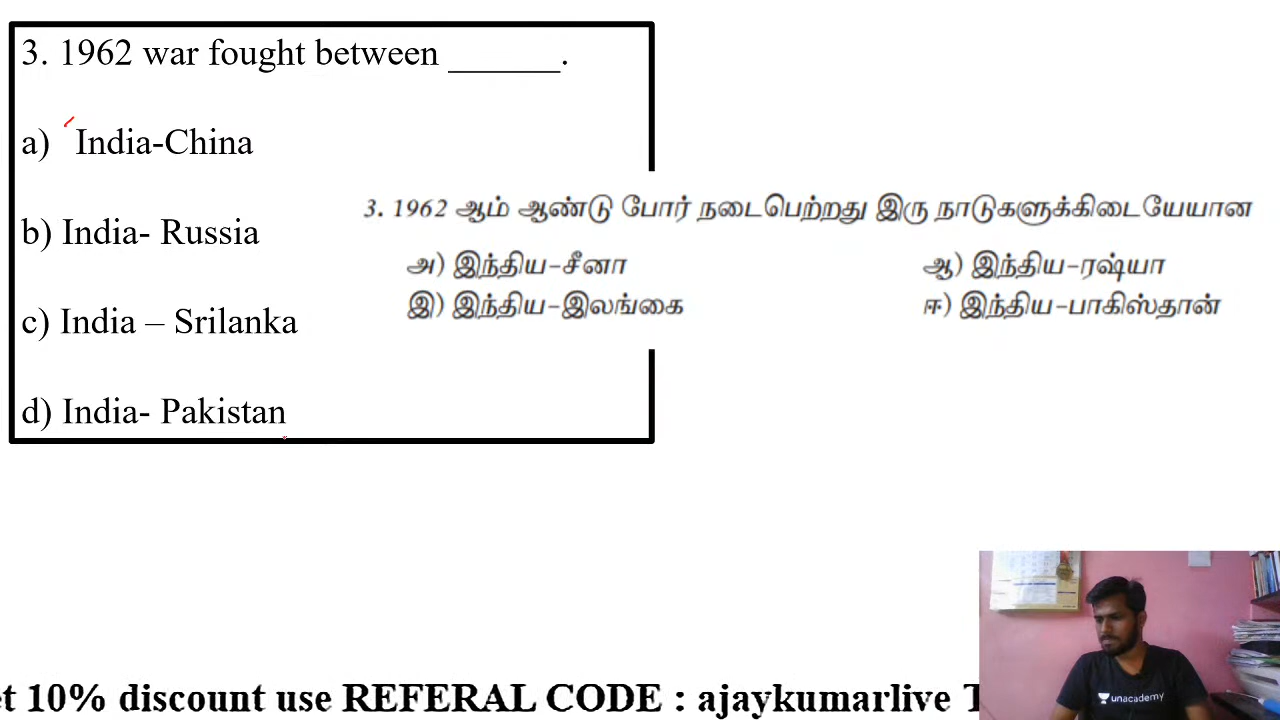 3. 1962 war fought between ______.
a) India-China
b) India- Russia
c) India – Srilanka
d) India- Pakistan
3. 1962 ஆம் ஆண்டு போர் நடைபெற்றது இரு நாடுகளுக்கிடையேயான
அ) இந்திய-சீனா ஆ) இந்திய-ரஷ்யா
இ) இந்திய-இலங்கை ஈ) இந்திய-பாகிஸ்தான்
10% discount use REFERAL CODE : ajaykumarlive
unacademy